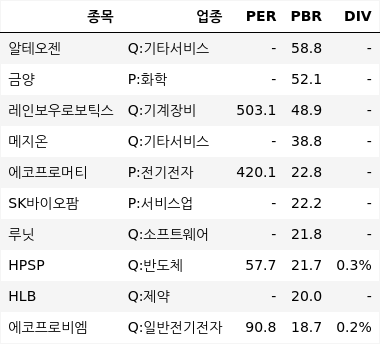 종목 업종 PER PBR DIV
알테오젠 Q:기타서비스 - 58.8 -
금양 P:화학 - 52.1 -
레인보우로보틱스 Q:기계장비 503.1 48.9 -
메지온 Q:기타서비스 - 38.8 -
에코프로머티 P:전기전자 420.1 22.8 -
SK바이오팜 P:서비스업 - 22.2 -
루닛 Q:소프트웨어 - 21.8 -
HPSP Q:반도체 57.7 21.7 0.3%
HLB Q:제약 - 20.0 -
에코프로비엠 Q:일반전기전자 90.8 18.7 0.2%